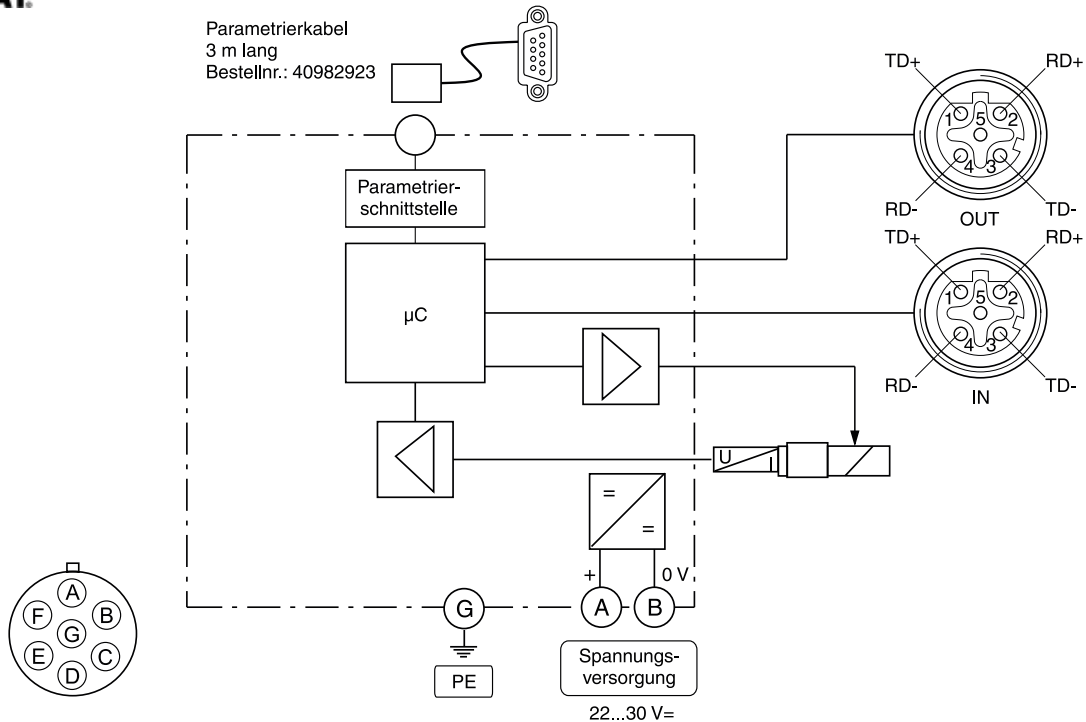 Parametrierkabel
3 m lang
Bestellnr.: 40982923
TD+
RD+
1
5
2
4
3
RD-
TD-
OUT
TD+
RD+
1
5
2
4
3
RD-
TD-
IN
Parametrier-
schnittstelle
µC
U
I
=
=
+
0 V
G
A
B
PE
Spannungs-
versorgung
22...30 V=
A
F
B
G
E
C
D